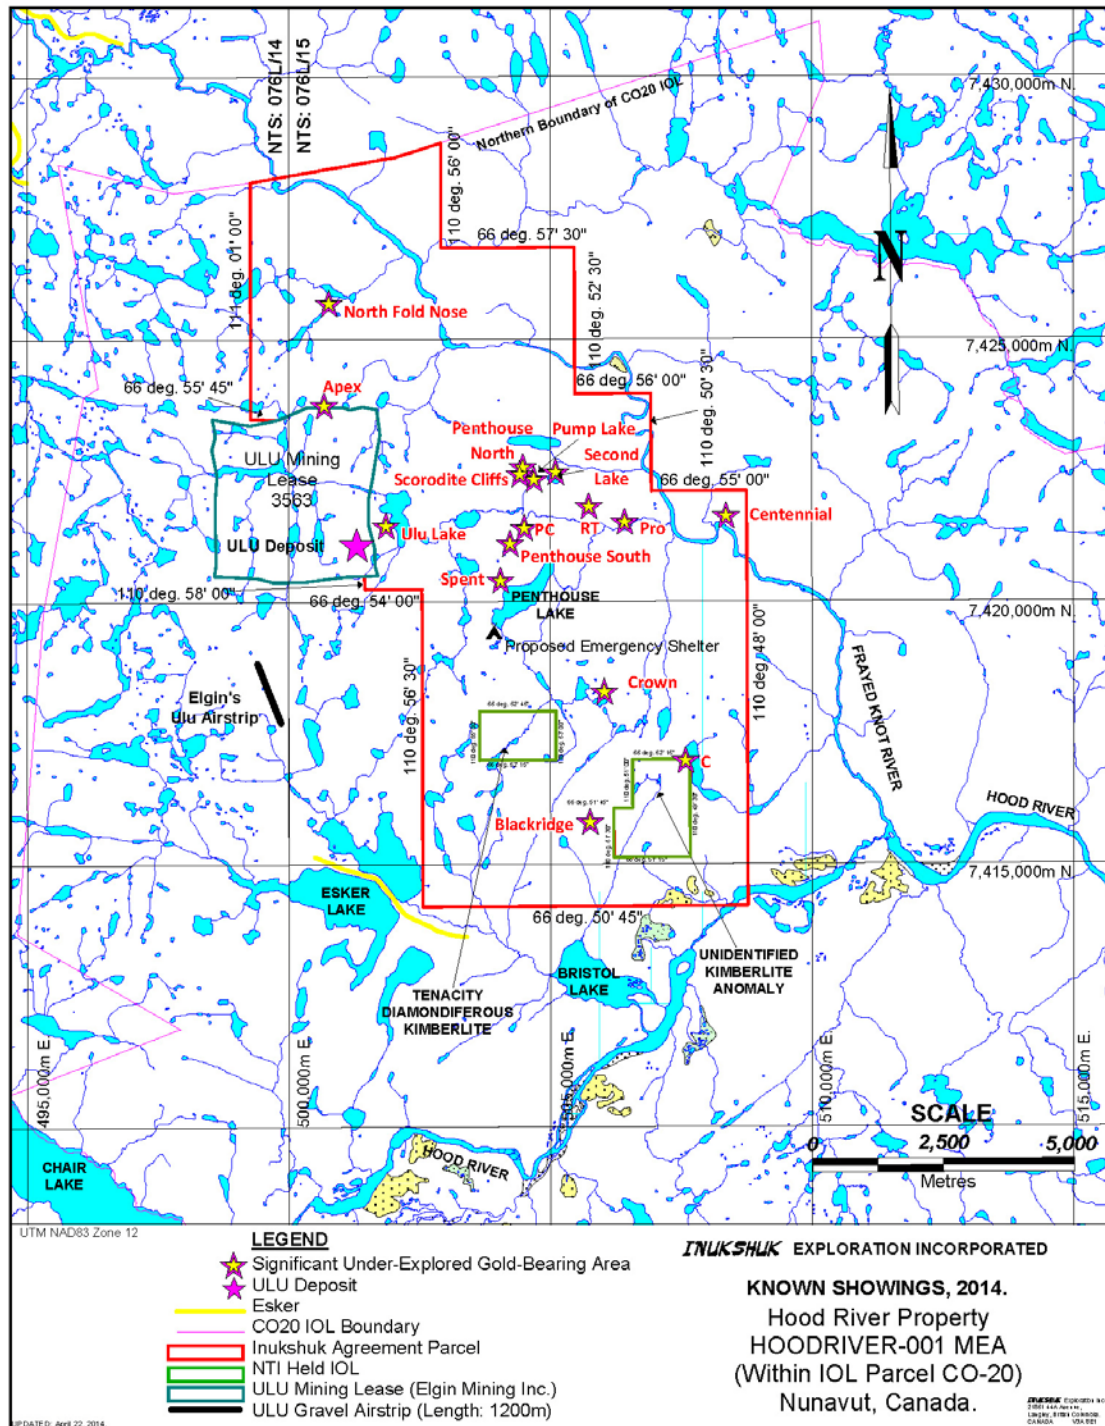 NTS: 076L/14
NTS: 076L/15
Northern Boundary of CO20 IOL
7,430,000m N.
110 deg. 56' 00"
66 deg. 57' 30"
111 deg. 01' 00"
110 deg. 52' 30"
N
North Fold Nose
7,425,000m N.
66 deg. 55' 45"
66 deg. 56' 00"
110 deg. 50' 30"
Apex
Penthouse
North
Pump Lake
Second
Lake
ULU Mining
Lease
3563
Scorodite Cliffs
66 deg. 55' 00"
Centennial
Ulu Lake
PC
RT
Pro
ULU Deposit
Penthouse South
Spent
110 deg. 58' 00"
66 deg. 54' 00"
PENTHOUSE
LAKE
7,420,000m N.
Proposed Emergency Shelter
110 deg. 48' 00"
FRAYED KNOT RIVER
Elgin's
Ulu Airstrip
110 deg. 56' 30"
Crown
C
HOOD RIVER
Blackridge
7,415,000m N.
ESKER
LAKE
66 deg. 50' 45"
BRISTOL
LAKE
UNIDENTIFIED
KIMBERLITE
ANOMALY
TENACITY
DIAMONDIFEROUS
KIMBERLITE
495,000m E.
500,000m E.
505,000m E.
510,000m E.
515,000m E.
SCALE
0 2,500 5,000
Metres
HOOD RIVER
CHAIR
LAKE
UTM NAD83 Zone 12
LEGEND
Significant Under-Explored Gold-Bearing Area
ULU Deposit
Esker
CO20 IOL Boundary
Inukshuk Agreement Parcel
NTI Held IOL
ULU Mining Lease (Elgin Mining Inc.)
ULU Gravel Airstrip (Length: 1200m)
INUKSHUK EXPLORATION INCORPORATED
KNOWN SHOWINGS, 2014.
Hood River Property
HOODRIVER-001 MEA
(Within IOL Parcel CO-20)
Nunavut, Canada.
UPDATED: April 22, 2014